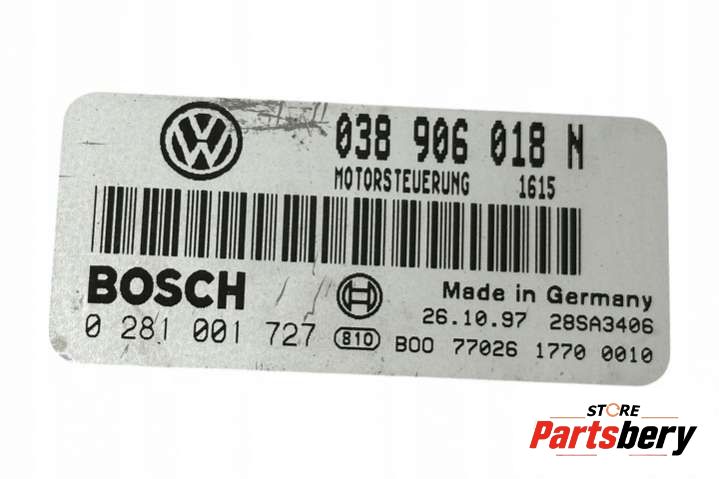 038 906 018 N
MOTORSTEUERUNG 1615
BOSCH
Made in Germany
26.10.97 28SA3406
0 281 001 727 810 B00 77026 1770 0010
STORE
Partsbery